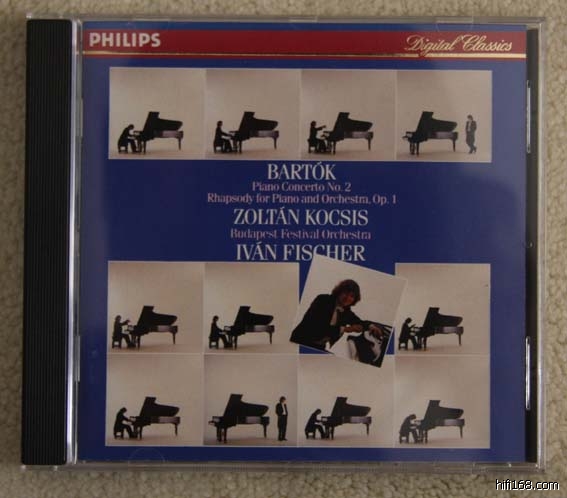 PHILIPS
Digital Classics
BARTÓK
Piano Concerto No. 2
Rhapsody for Piano and Orchestra, Op. 1
ZOLTÁN KOCSIS
Budapest Festival Orchestra
IVÁN FISCHER
hifi168.com